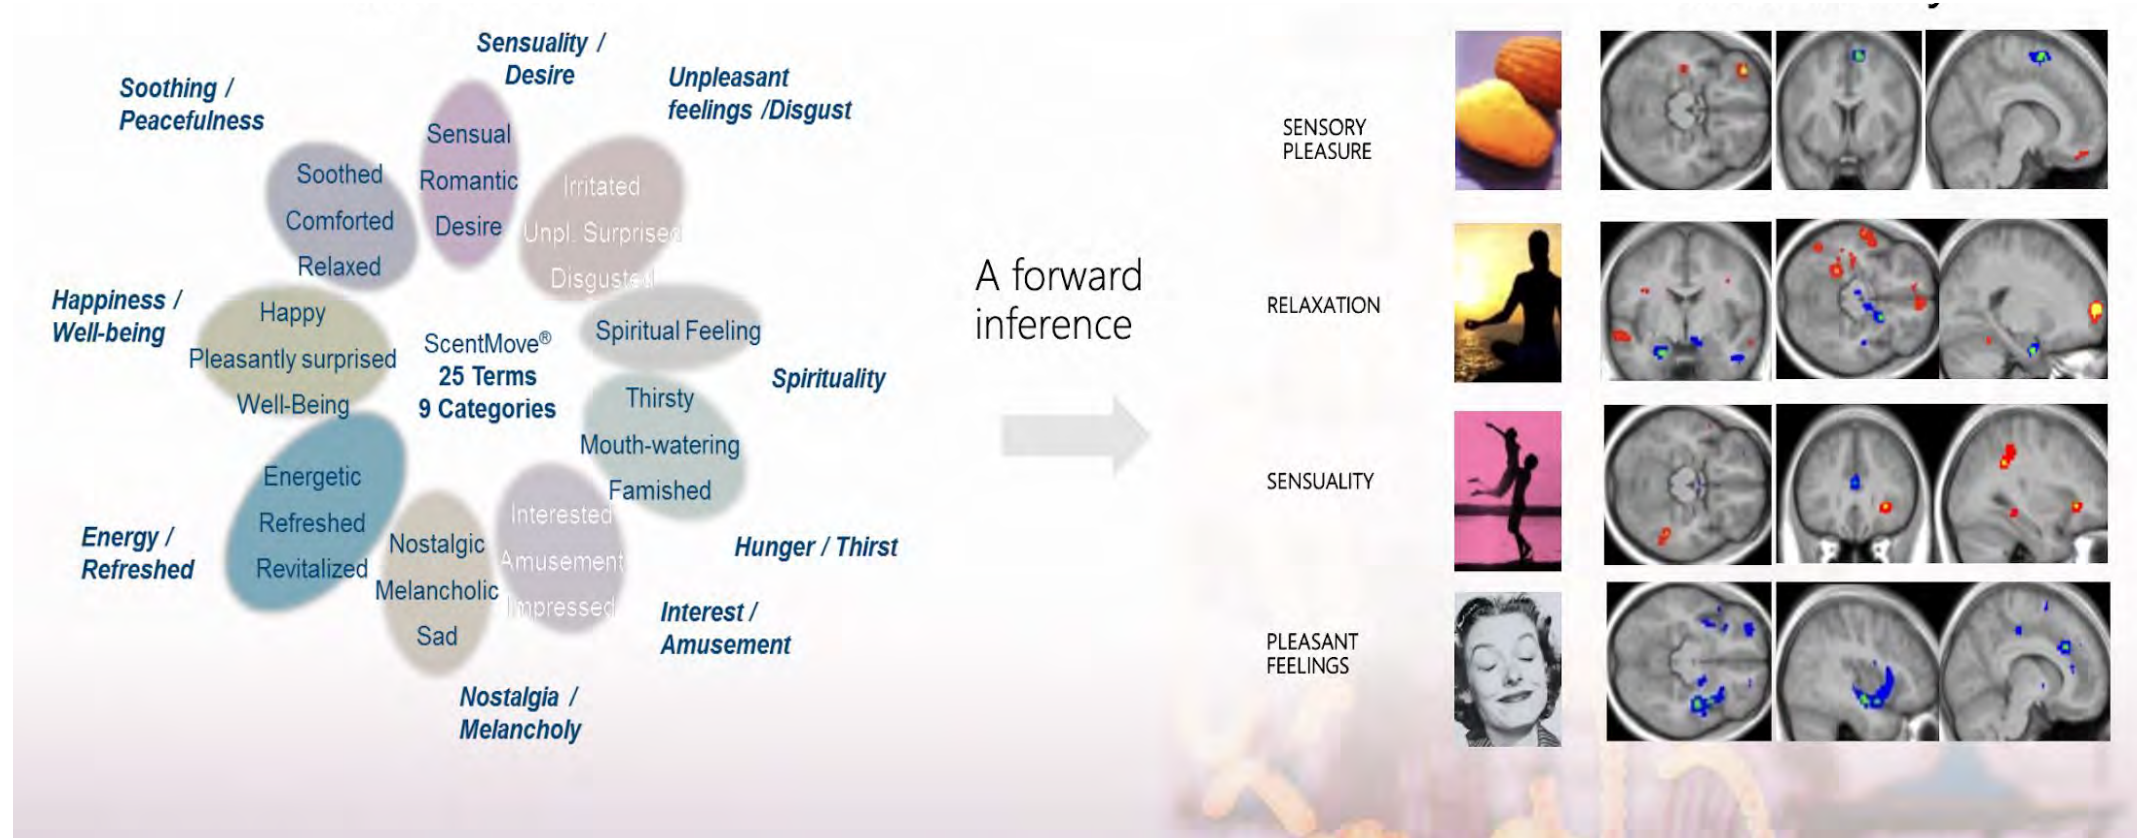 Sensuality /
Desire
Unpleasant
feelings /Disgust
Soothing /
Peacefulness
Sensual
Romantic
Desire
Irritated
Unpl. Surprised
Disgusted
Soothed
Comforted
Relaxed
Happiness /
Well-being
Happy
Pleasantly surprised
Well-Being
ScentMove®
25 Terms
9 Categories
Spiritual Feeling
Spirituality
Thirsty
Mouth-watering
Famished
Hunger / Thirst
Energetic
Refreshed
Revitalized
Energy /
Refreshed
Nostalgic
Melancholic
Sad
Interested
Amusement
Impressed
Interest /
Amusement
Nostalgia /
Melancholy
A forward
inference
SENSORY
PLEASURE
RELAXATION
SENSUALITY
PLEASANT
FEELINGS